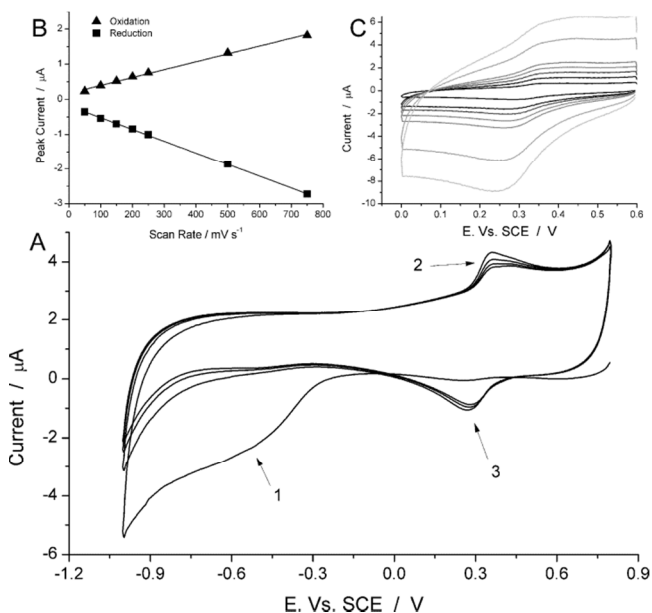 B
▲ Oxidation
■ Reduction
Peak Current / μA
3
2
1
0
-1
-2
-3
0 100 200 300 400 500 600 700 800
Scan Rate / mV s⁻¹
C
Current / μA
6
4
2
0
-2
-4
-6
-8
-10
0.0 0.1 0.2 0.3 0.4 0.5 0.6
E. Vs. SCE / V
A
Current / μA
4
2
0
-2
-4
-6
2
1
3
-1.2 -0.9 -0.6 -0.3 0.0 0.3 0.6 0.9
E. Vs. SCE / V